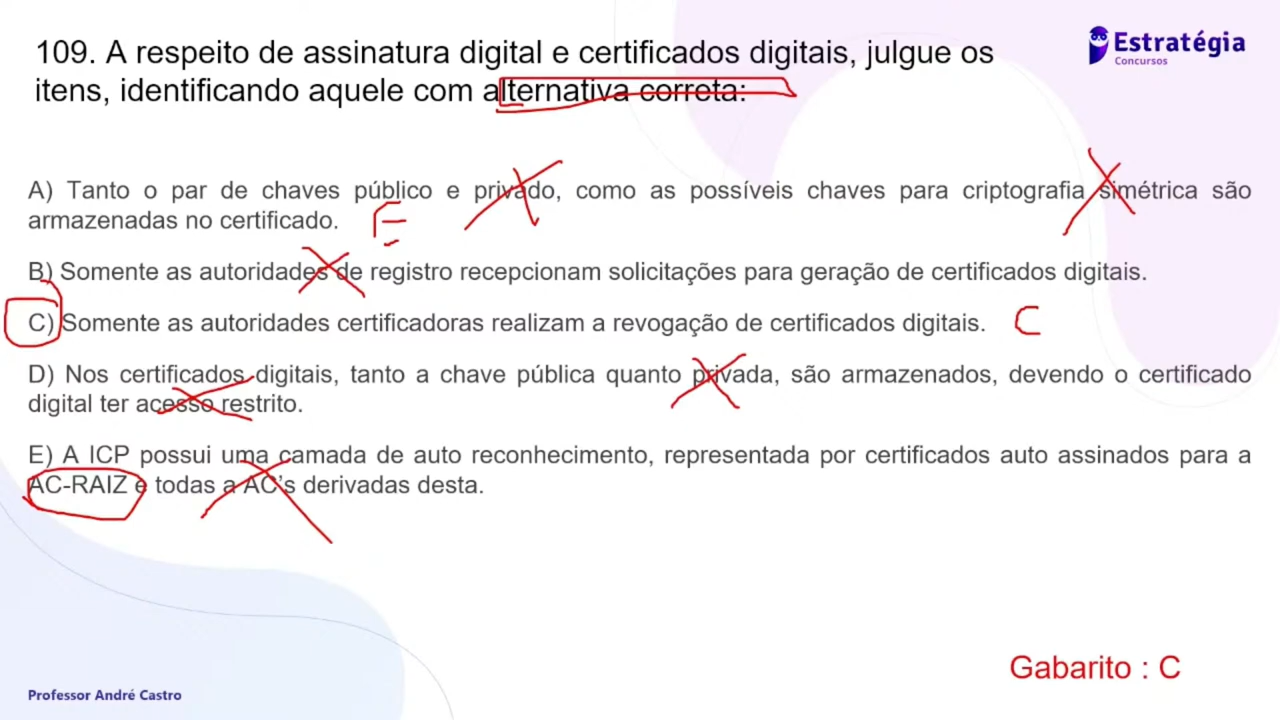 109. A respeito de assinatura digital e certificados digitais, julgue os
itens, identificando aquele com alternativa correta:
Estratégia
Concursos
A) Tanto o par de chaves público e privado, como as possíveis chaves para criptografia simétrica são
armazenadas no certificado.
E
B) Somente as autoridades de registro recepcionam solicitações para geração de certificados digitais.
C) Somente as autoridades certificadoras realizam a revogação de certificados digitais.
C
D) Nos certificados digitais, tanto a chave pública quanto privada, são armazenados, devendo o certificado
digital ter acesso restrito.
E) A ICP possui uma camada de auto reconhecimento, representada por certificados auto assinados para a
AC-RAIZ e todas a AC's derivadas desta.
Gabarito : C
Professor André Castro